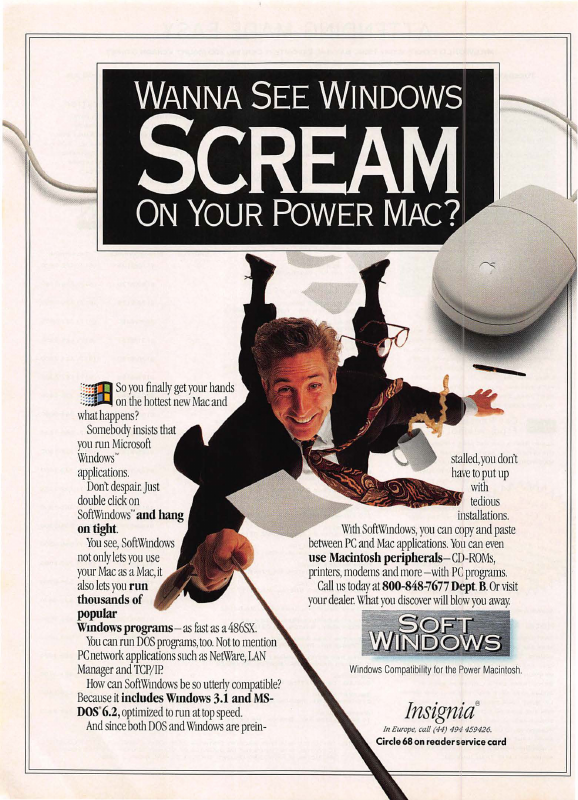 WANNA SEE WINDOWS
SCREAM
ON YOUR POWER MAC?
So you finally get your hands
on the hottest new Mac and
what happens?
Somebody insists that
you run Microsoft
Windows™
applications.
Don't despair. Just
double click on
SoftWindows™ and hang
on tight.
You see, SoftWindows
not only lets you use
your Mac as a Mac, it
also lets you run
thousands of
popular
Windows programs—as fast as a 486SX.
You can run DOS programs, too. Not to mention
PC network applications such as NetWare, LAN
Manager and TCP/IP.
How can SoftWindows be so utterly compatible?
Because it includes Windows 3.1 and MS-
DOS® 6.2, optimized to run at top speed.
And since both DOS and Windows are prein-
stalled, you don't
have to put up
with
tedious
installations.
With SoftWindows, you can copy and paste
between PC and Mac applications. You can even
use Macintosh peripherals—CD-ROMs,
printers, modems and more—with PC programs.
Call us today at 800-848-7677 Dept. B. Or visit
your dealer. What you discover will blow you away.
SOFT
WINDOWS
Windows Compatibility for the Power Macintosh.
Insignia®
In Europe, call (44) 494 459426.
Circle 68 on reader service card